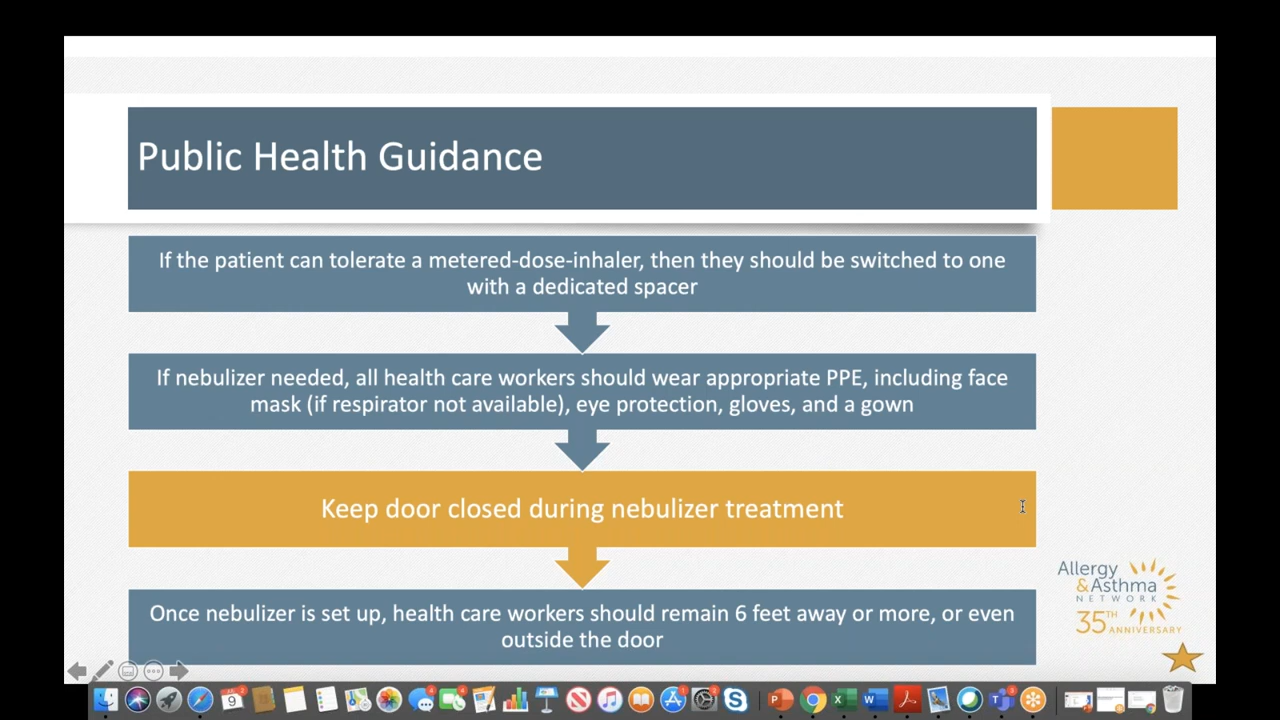 Public Health Guidance
If the patient can tolerate a metered-dose-inhaler, then they should be switched to one
with a dedicated spacer
If nebulizer needed, all health care workers should wear appropriate PPE, including face
mask (if respirator not available), eye protection, gloves, and a gown
Keep door closed during nebulizer treatment
Once nebulizer is set up, health care workers should remain 6 feet away or more, or even
outside the door
Allergy
&Asthma
NETWORK
35TH ANNIVERSARY
9